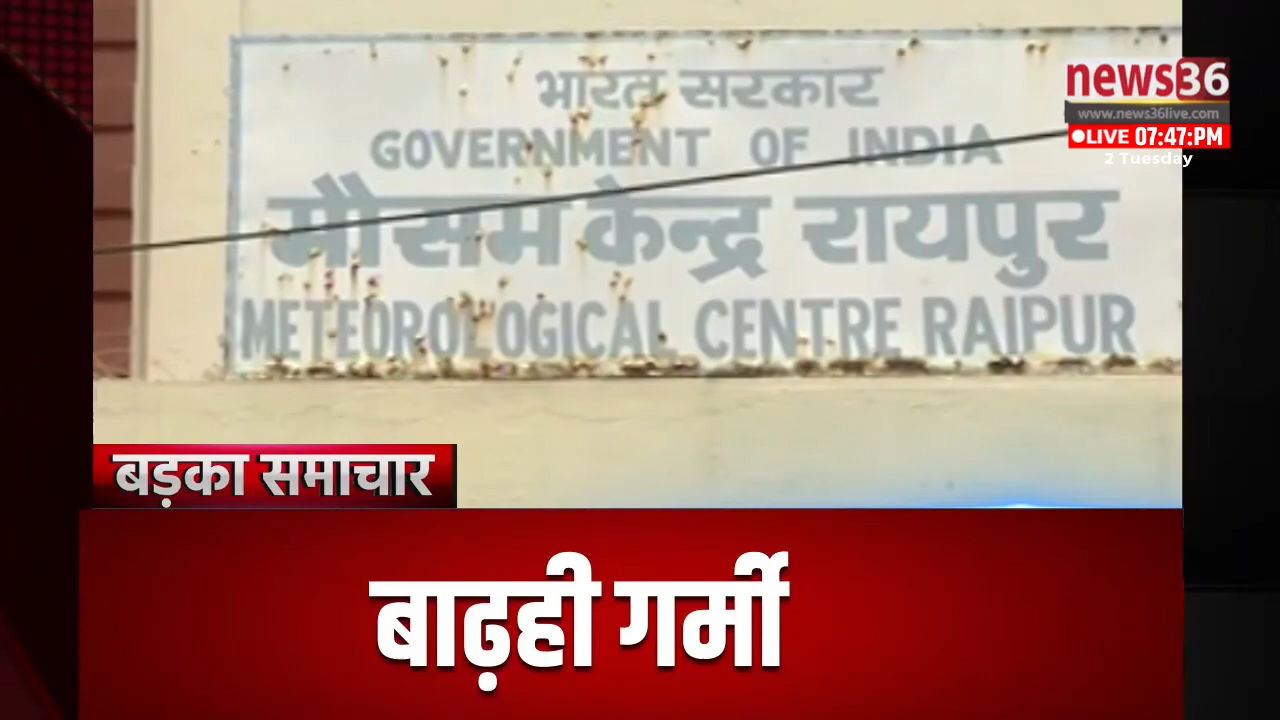 भारत सरकार
GOVERNMENT OF INDIA
मौसम केन्द्र रायपुर
METEOROLOGICAL CENTRE RAIPUR
news36
www.news36live.com
LIVE 07:47:PM
2 Tuesday
बड़का समाचार
बाढ़ही गर्मी